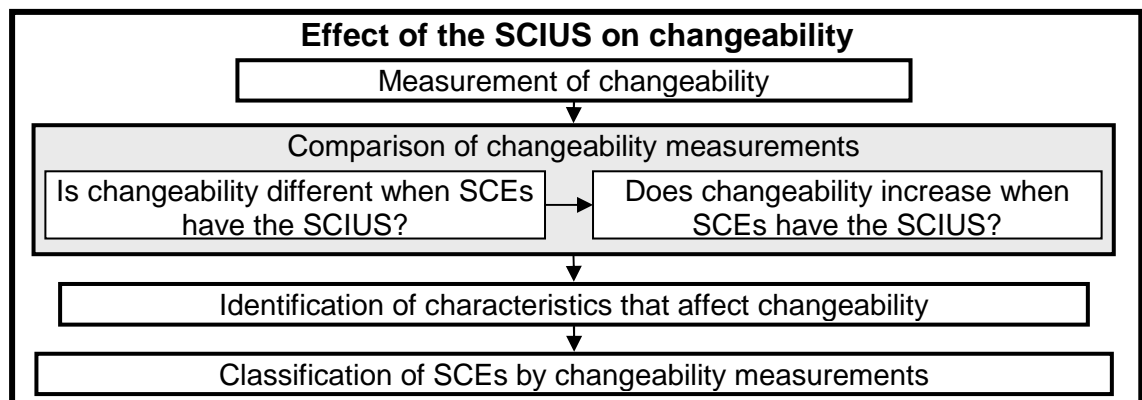 Effect of the SCIUS on changeability
Measurement of changeability
Comparison of changeability measurements
Is changeability different when SCEs
have the SCIUS?
Does changeability increase when
SCEs have the SCIUS?
Identification of characteristics that affect changeability
Classification of SCEs by changeability measurements